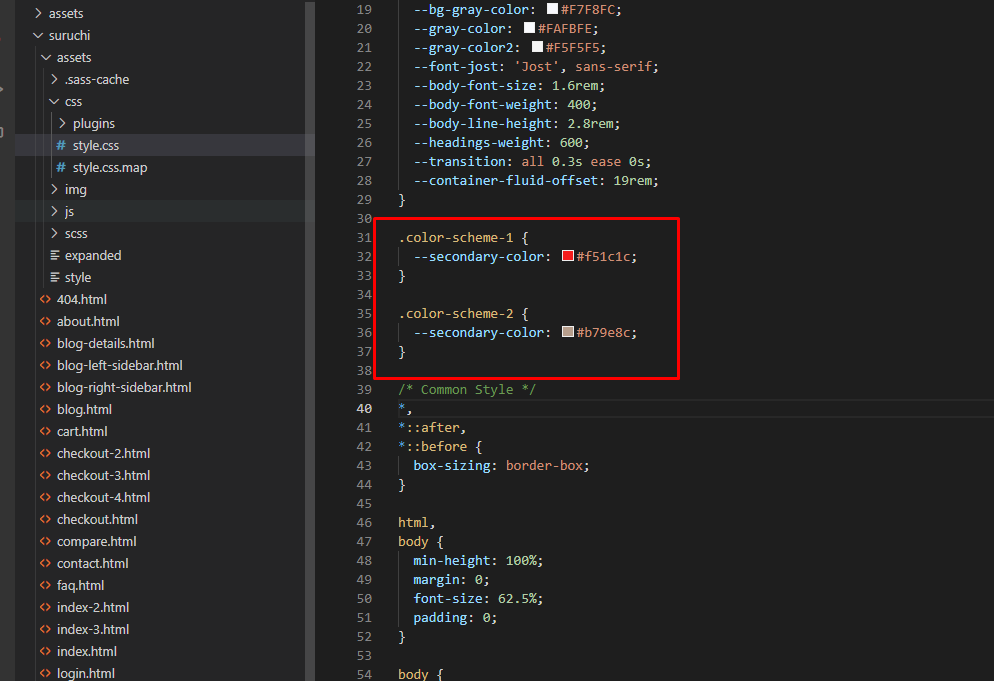 assets
suruchi
assets
.sass-cache
css
plugins
# style.css
# style.css.map
img
js
scss
expanded
style
404.html
about.html
blog-details.html
blog-left-sidebar.html
blog-right-sidebar.html
blog.html
cart.html
checkout-2.html
checkout-3.html
checkout-4.html
checkout.html
compare.html
contact.html
faq.html
index-2.html
index-3.html
index.html
login.html
19 --bg-gray-color: #F7F8FC;
20 --gray-color: #FAFBFE;
21 --gray-color2: #F5F5F5;
22 --font-jost: 'Jost', sans-serif;
23 --body-font-size: 1.6rem;
24 --body-font-weight: 400;
25 --body-line-height: 2.8rem;
26 --headings-weight: 600;
27 --transition: all 0.3s ease 0s;
28 --container-fluid-offset: 19rem;
29 }
30
31 .color-scheme-1 {
32 --secondary-color: #f51c1c;
33 }
34
35 .color-scheme-2 {
36 --secondary-color: #b79e8c;
37 }
38
39 /* Common Style */
40 *,
41 *::after,
42 *::before {
43 box-sizing: border-box;
44 }
45
46 html,
47 body {
48 min-height: 100%;
49 margin: 0;
50 font-size: 62.5%;
51 padding: 0;
52 }
53
54 body {